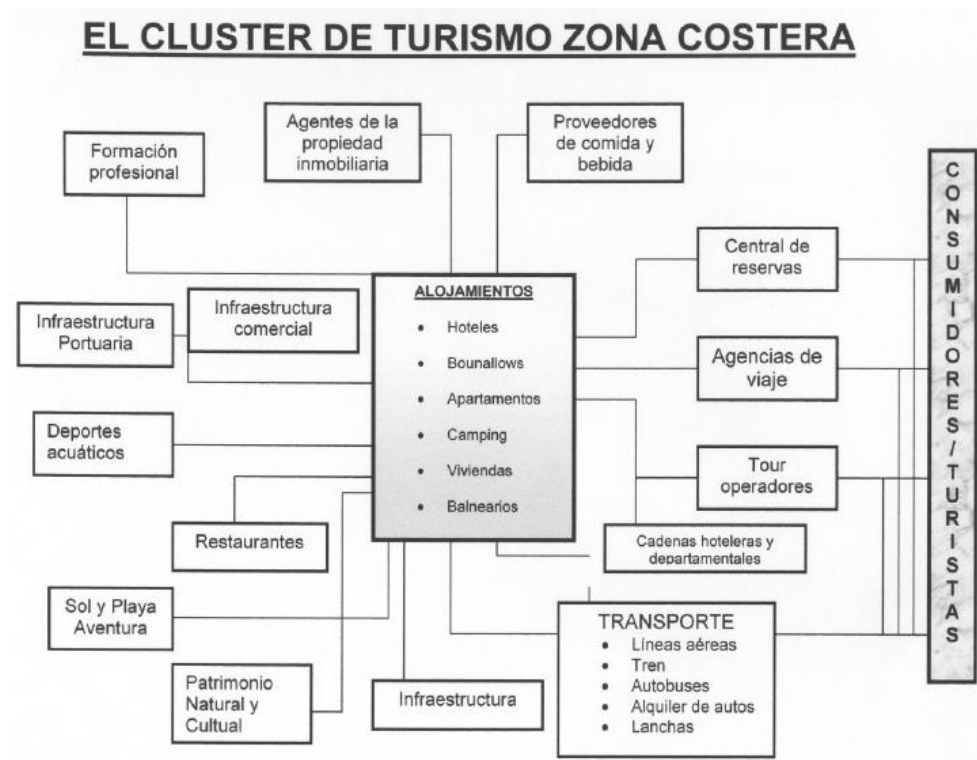 EL CLUSTER DE TURISMO ZONA COSTERA
Formación
profesional
Agentes de la
propiedad
inmobiliaria
Proveedores
de comida y
bebida
Central de
reservas
Infraestructura
Portuaria
Infraestructura
comercial
Agencias de
viaje
Deportes
acuáticos
Tour
operadores
Restaurantes
Cadenas hoteleras y
departamentales
Sol y Playa
Aventura
Patrimonio
Natural y
Cultual
Infraestructura
ALOJAMIENTOS
• Hoteles
• Bounallows
• Apartamentos
• Camping
• Viviendas
• Balnearios
TRANSPORTE
• Líneas aéreas
• Tren
• Autobuses
• Alquiler de autos
• Lanchas
CONSUMIDORES/TURISTAS